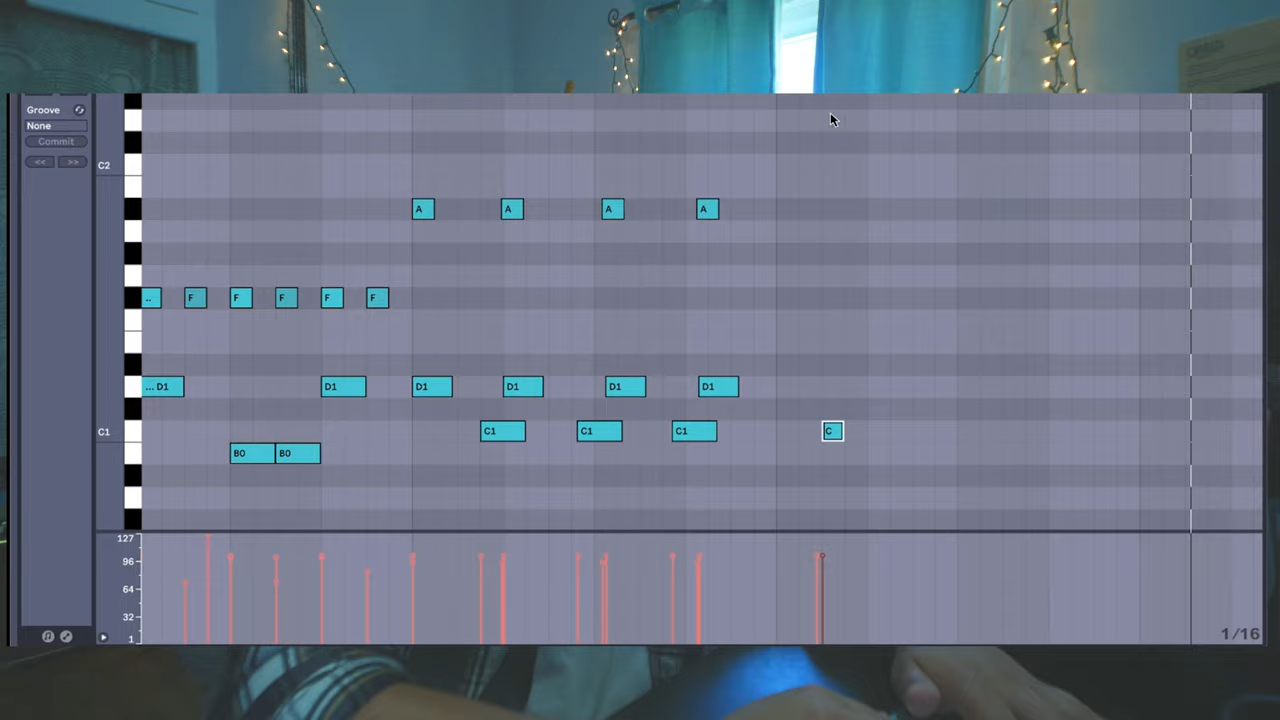 Groove
None
Commit
<< >>
C2
A A A A
.. F F F F F
... D1 D1 D1 D1 D1 D1
C1 C1 C1 C1 C
B0 B0
127
96
64
32
1
1/16